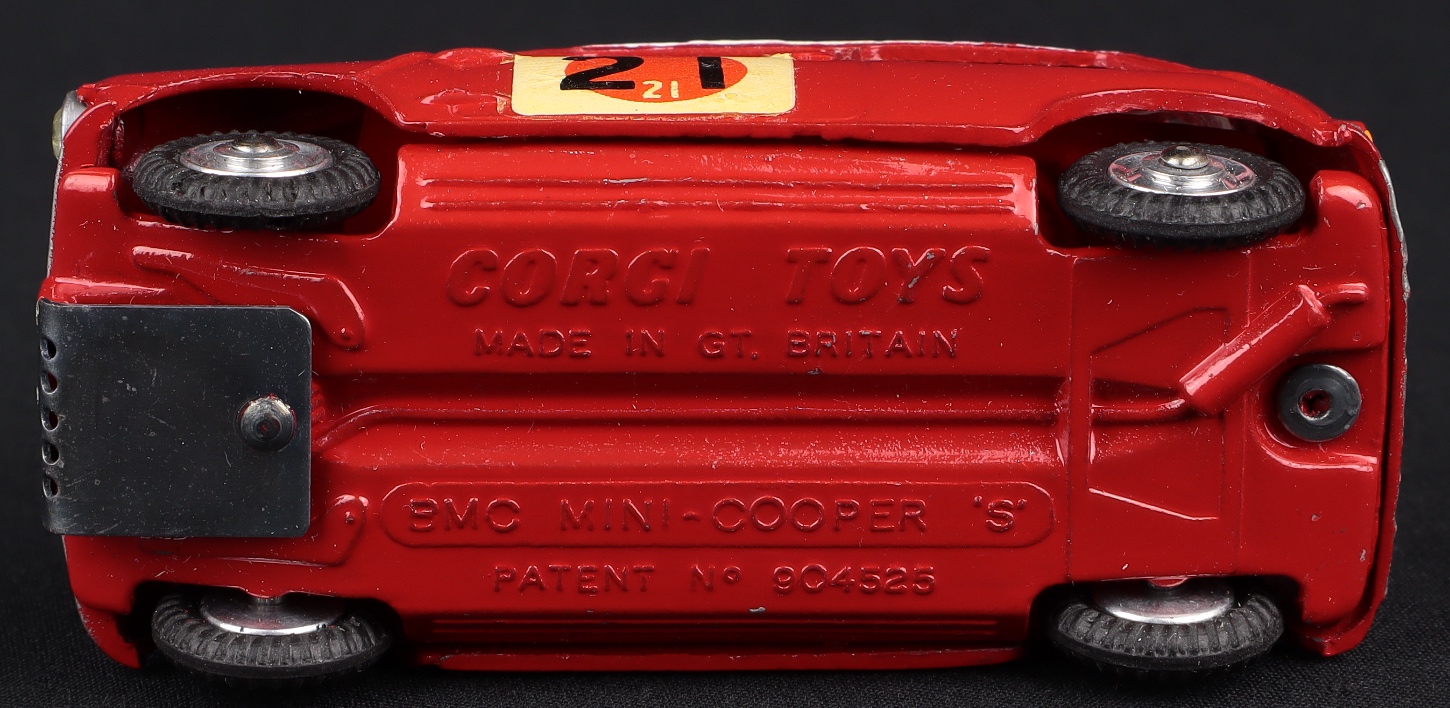 21
21
CORGI TOYS
MADE IN GT. BRITAIN
BMC MINI-COOPER 'S'
PATENT Nº 904525